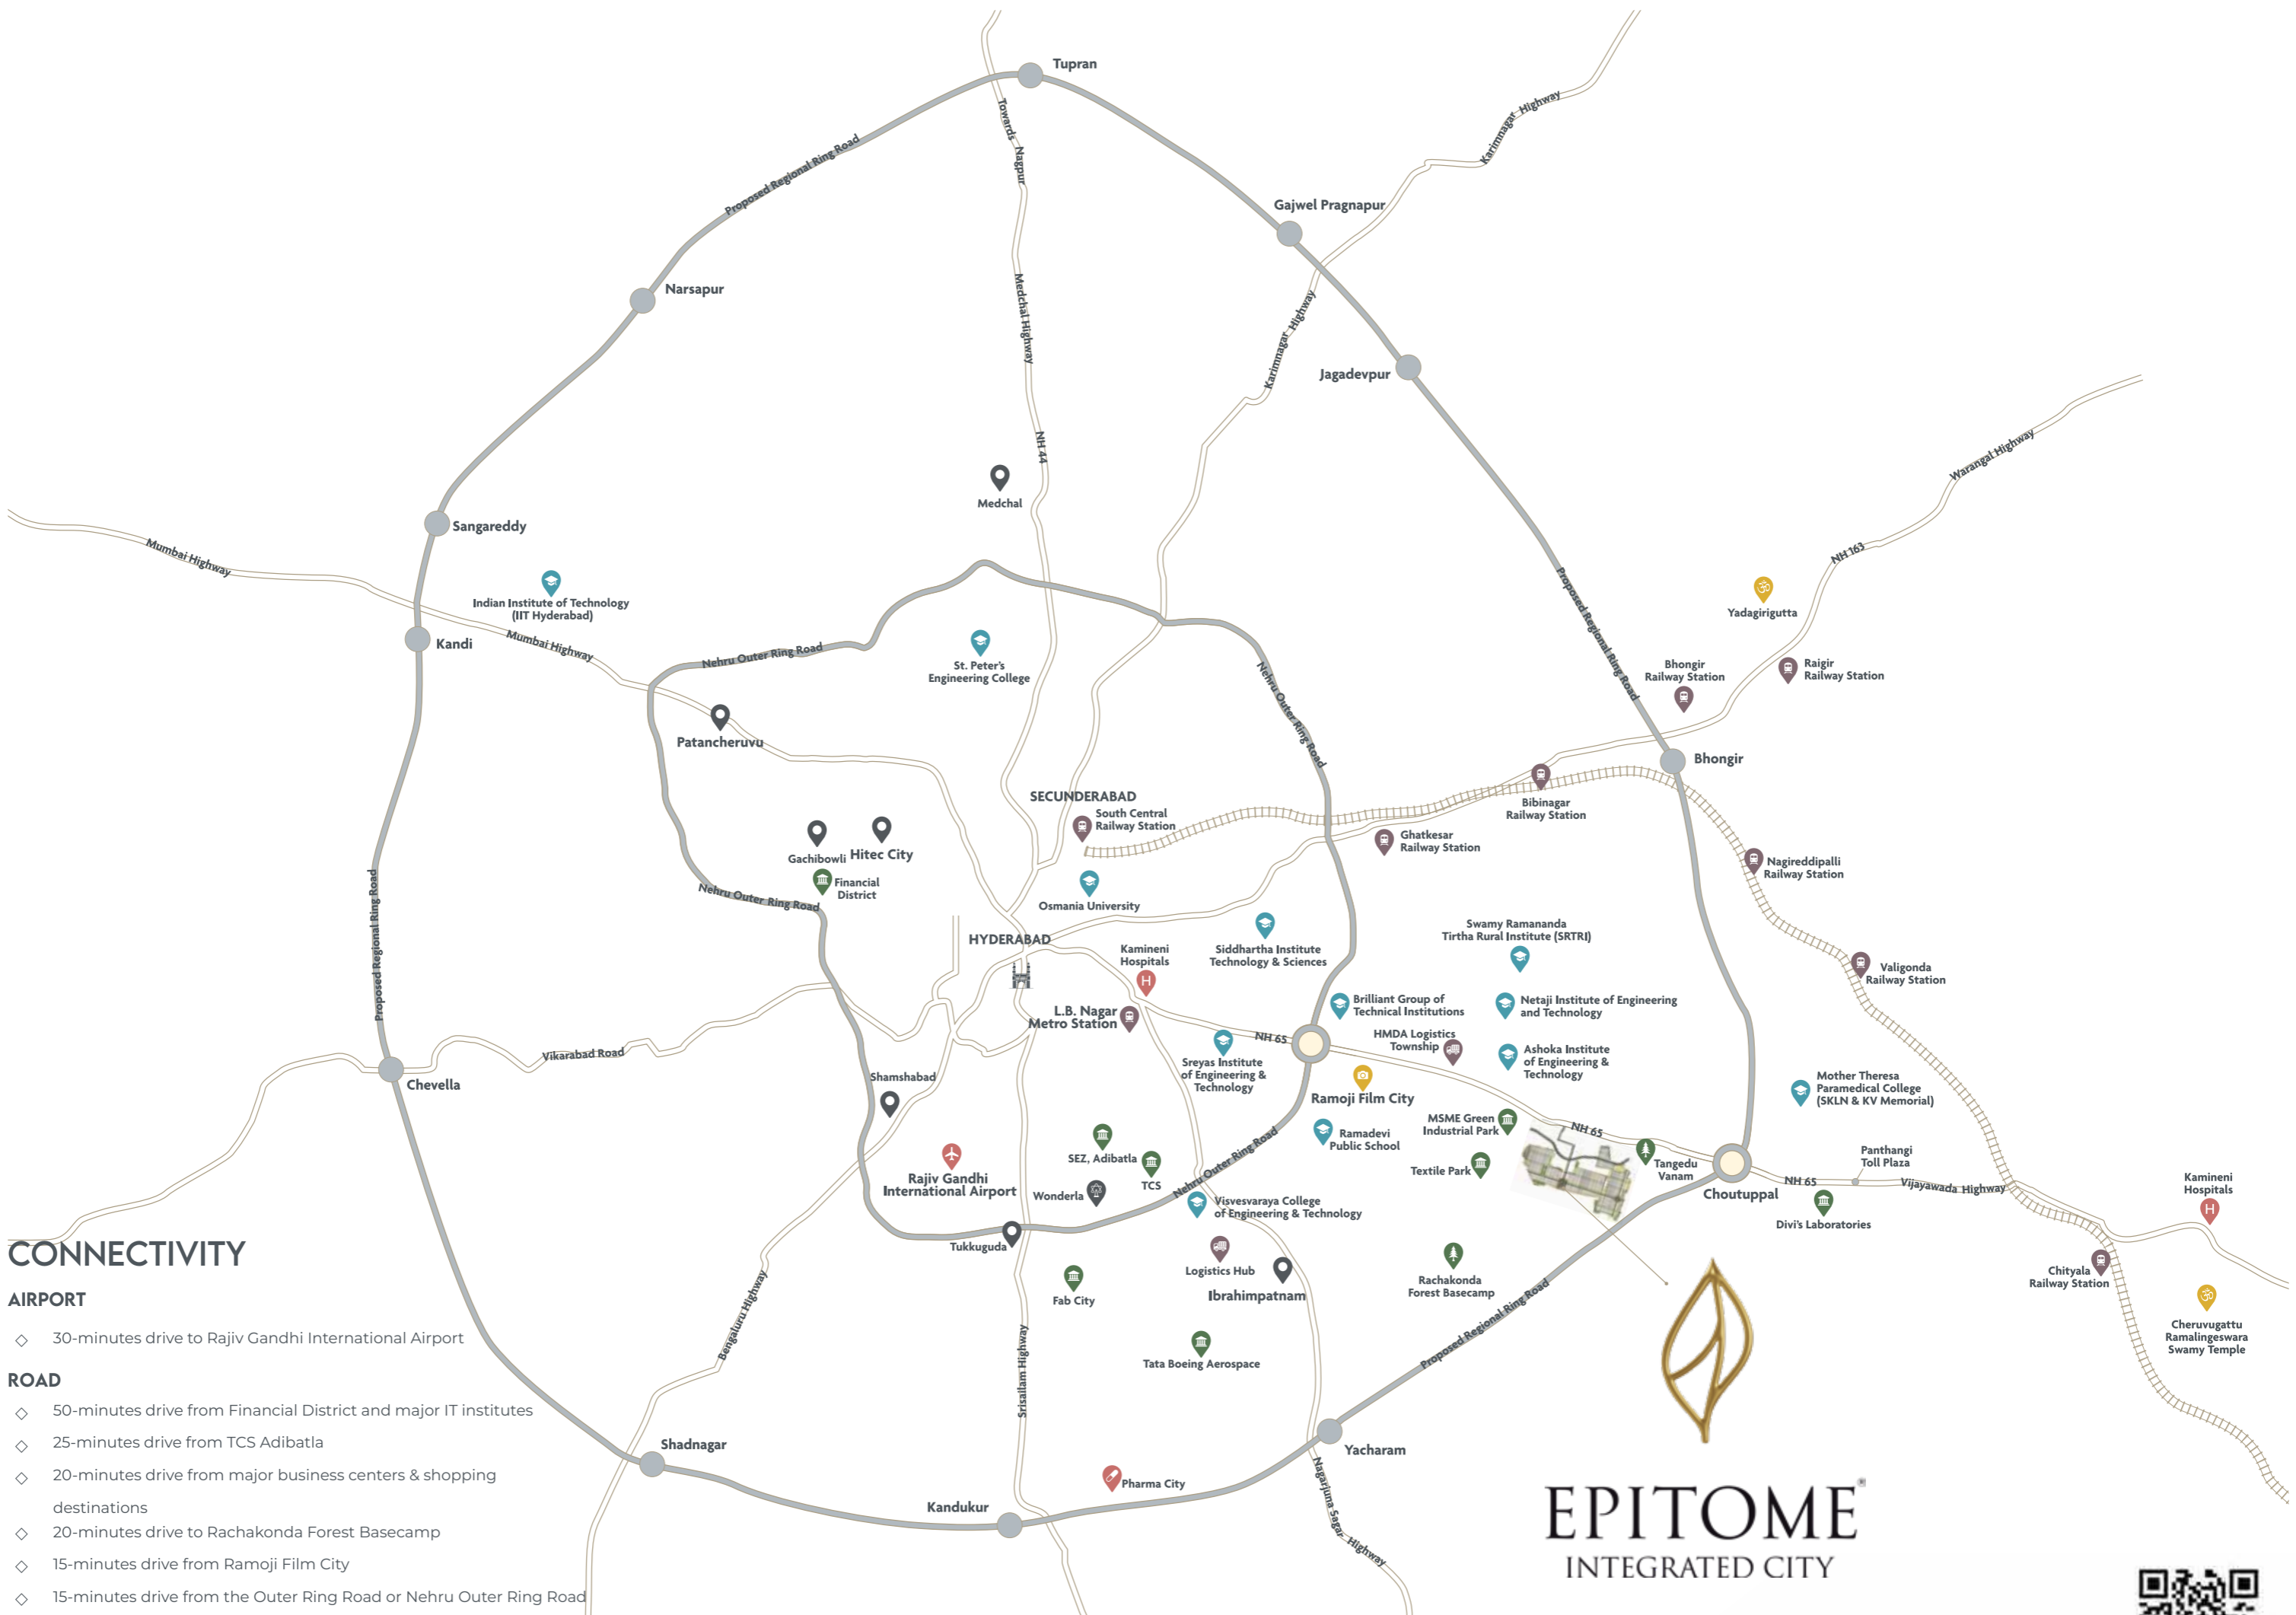 Tupran
Towards Nagpur
Karimnagar Highway
Proposed Regional Ring Road
Gajwel Pragnapur
Narsapur
Medchal Highway
Karimnagar Highway
Jagadevpur
NH 44
Warangal Highway
Medchal
Sangareddy
Mumbai Highway
NH 163
Indian Institute of Technology
(IIT Hyderabad)
Proposed Regional Ring Road
Yadagirigutta
Kandi
Mumbai Highway
Nehru Outer Ring Road
St. Peter's
Engineering College
Nehru Outer Ring Road
Bhongir
Railway Station
Raigir
Railway Station
Patancheruvu
Bhongir
SECUNDERABAD
South Central
Railway Station
Bibinagar
Railway Station
Gachibowli
Hitec City
Ghatkesar
Railway Station
Nagireddipalli
Railway Station
Financial
District
Nehru Outer Ring Road
Osmania University
Proposed Regional Ring Road
HYDERABAD
Kamineni
Hospitals
H
Siddhartha Institute
Technology & Sciences
Swamy Ramananda
Tirtha Rural Institute (SRTRI)
Valigonda
Railway Station
L.B. Nagar
Metro Station
Brilliant Group of
Technical Institutions
Netaji Institute of Engineering
and Technology
NH 65
HMDA Logistics
Township
Vikarabad Road
Sreyas Institute
of Engineering &
Technology
Ashoka Institute
of Engineering &
Technology
Chevella
Shamshabad
Ramoji Film City
Mother Theresa
Paramedical College
(SKLN & KV Memorial)
MSME Green
Industrial Park
NH 65
Ramadevi
Public School
SEZ, Adibatla
TCS
Nehru Outer Ring Road
Textile Park
Tangedu
Vanam
Panthangi
Toll Plaza
Rajiv Gandhi
International Airport
Wonderla
Choutuppal
NH 65
Vijayawada Highway
Kamineni
Hospitals
H
Visvesvaraya College
of Engineering & Technology
Divi's Laboratories
Tukkuguda
Logistics Hub
Ibrahimpatnam
Rachakonda
Forest Basecamp
Chityala
Railway Station
Fab City
Bengaluru Highway
Srisailam Highway
Tata Boeing Aerospace
Proposed Regional Ring Road
Cheruvugattu
Ramalingeswara
Swamy Temple
Shadnagar
Yacharam
Pharma City
Kandukur
Nagarjuna Sagar Highway
CONNECTIVITY
AIRPORT
30-minutes drive to Rajiv Gandhi International Airport
ROAD
50-minutes drive from Financial District and major IT institutes
25-minutes drive from TCS Adibatla
20-minutes drive from major business centers & shopping
destinations
20-minutes drive to Rachakonda Forest Basecamp
15-minutes drive from Ramoji Film City
15-minutes drive from the Outer Ring Road or Nehru Outer Ring Road
EPITOME
INTEGRATED CITY